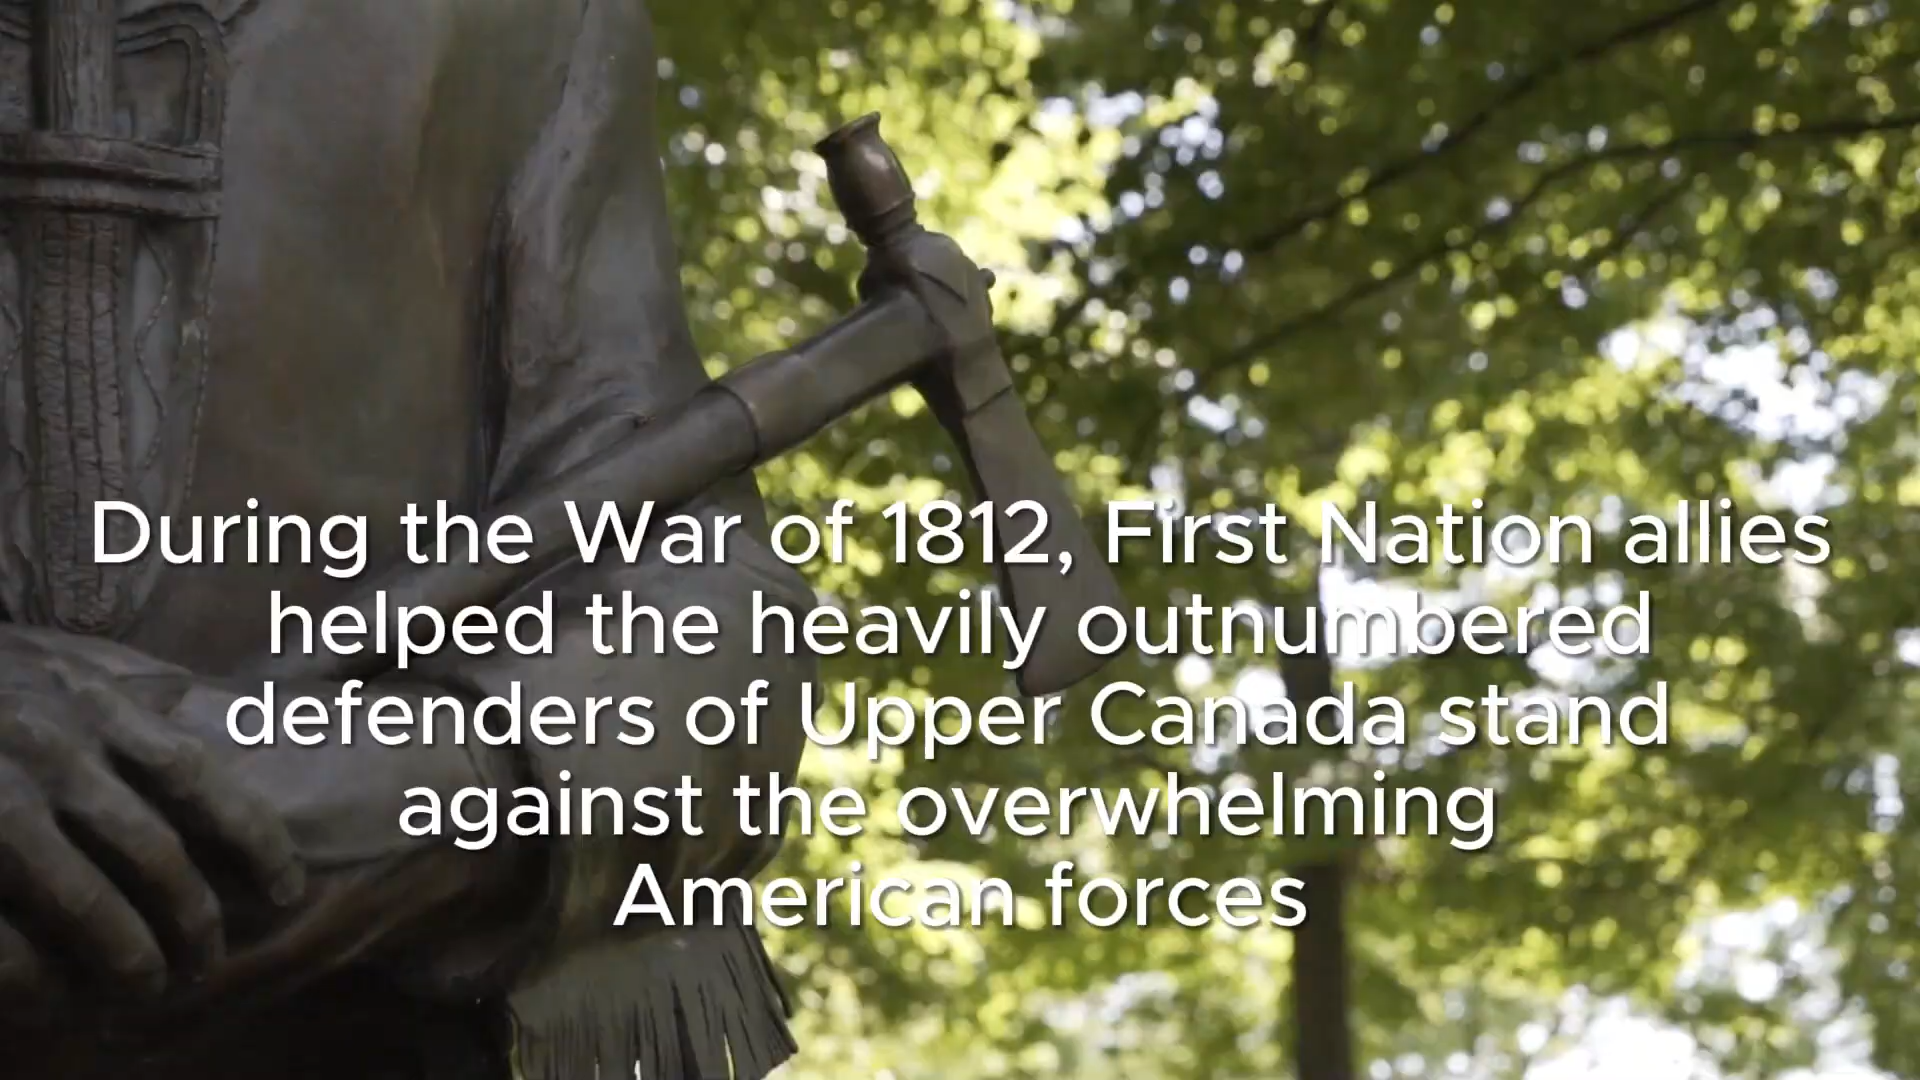 During the War of 1812, First Nation allies
helped the heavily outnumbered
defenders of Upper Canada stand
against the overwhelming
American forces